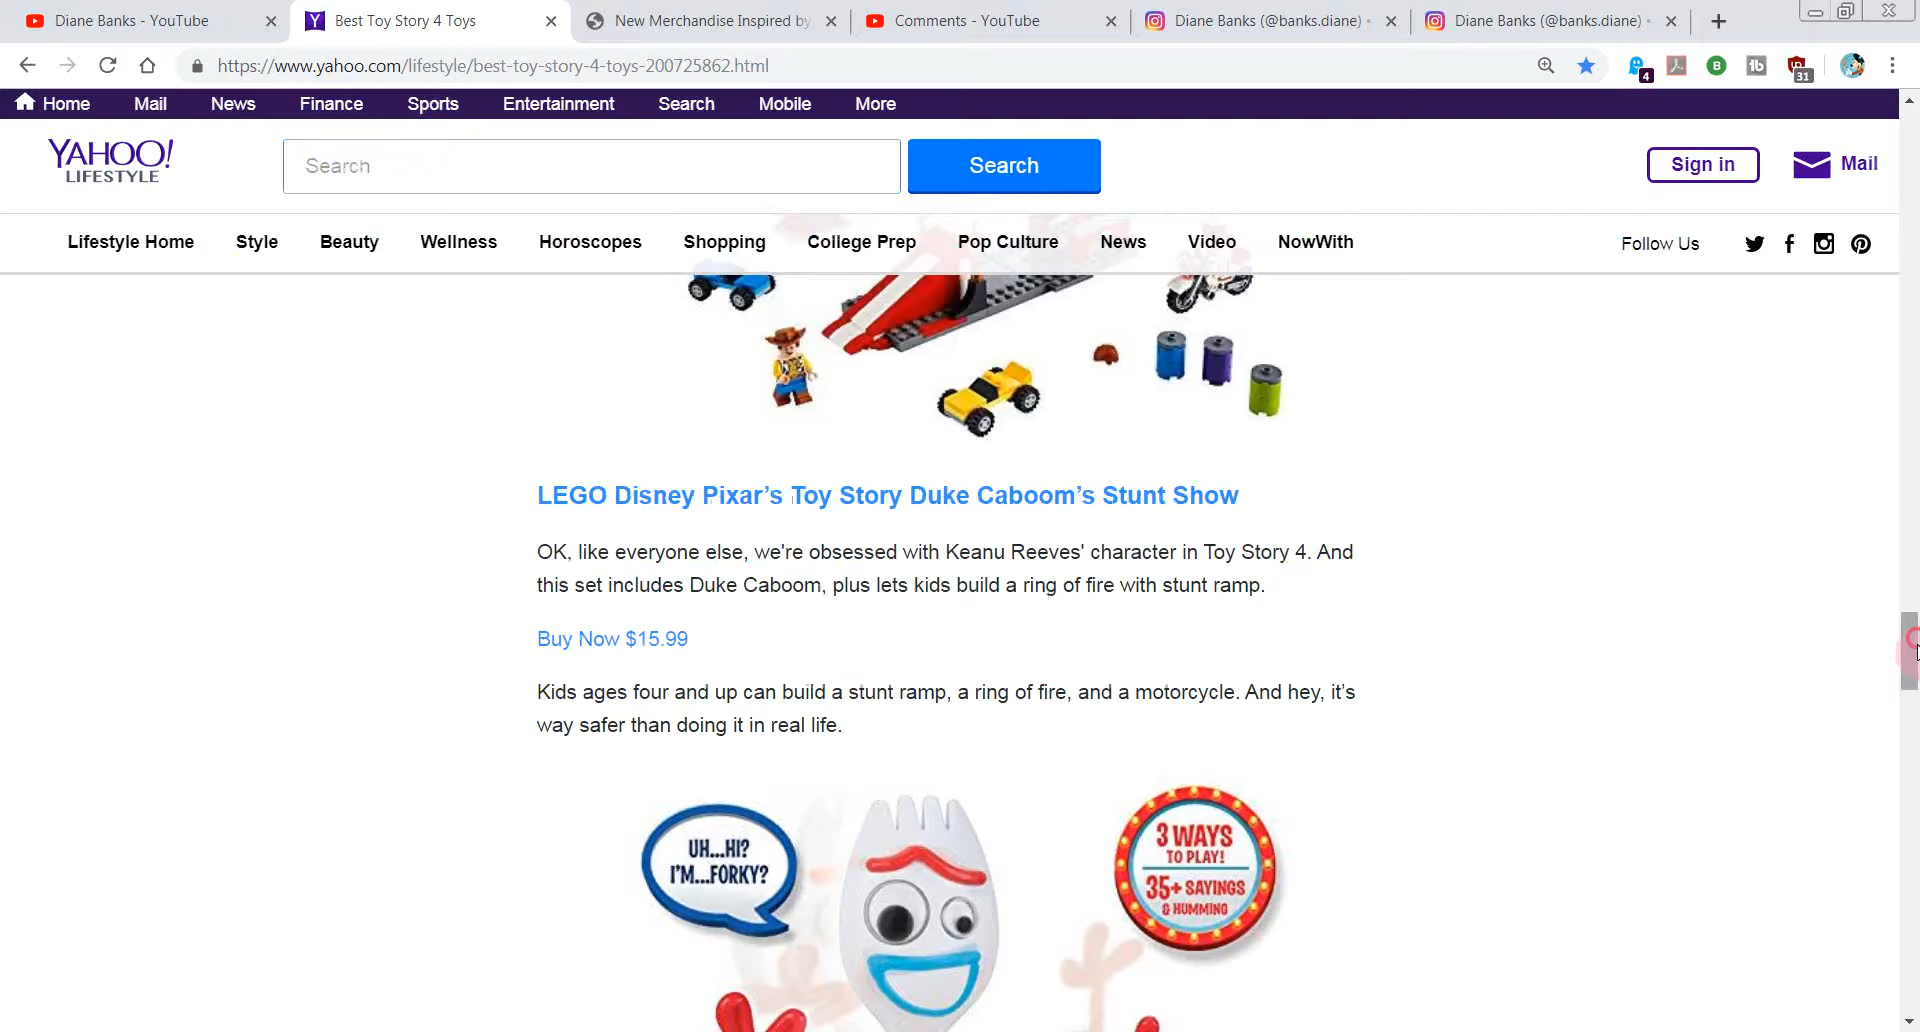 Diane Banks - YouTube
Best Toy Story 4 Toys
New Merchandise Inspired by
Comments - YouTube
Diane Banks (@banks.diane) •
Diane Banks (@banks.diane) •
https://www.yahoo.com/lifestyle/best-toy-story-4-toys-200725862.html
4
B
tb
31
Home Mail News Finance Sports Entertainment Search Mobile More
YAHOO!
LIFESTYLE
Search
Search
Sign in
Mail
Lifestyle Home Style Beauty Wellness Horoscopes Shopping College Prep Pop Culture News Video NowWith
Follow Us
LEGO Disney Pixar’s Toy Story Duke Caboom’s Stunt Show
OK, like everyone else, we're obsessed with Keanu Reeves' character in Toy Story 4. And
this set includes Duke Caboom, plus lets kids build a ring of fire with stunt ramp.
Buy Now $15.99
Kids ages four and up can build a stunt ramp, a ring of fire, and a motorcycle. And hey, it’s
way safer than doing it in real life.
UH...HI?
I'M...FORKY?
3 WAYS
TO PLAY!
35+ SAYINGS
& HUMMING